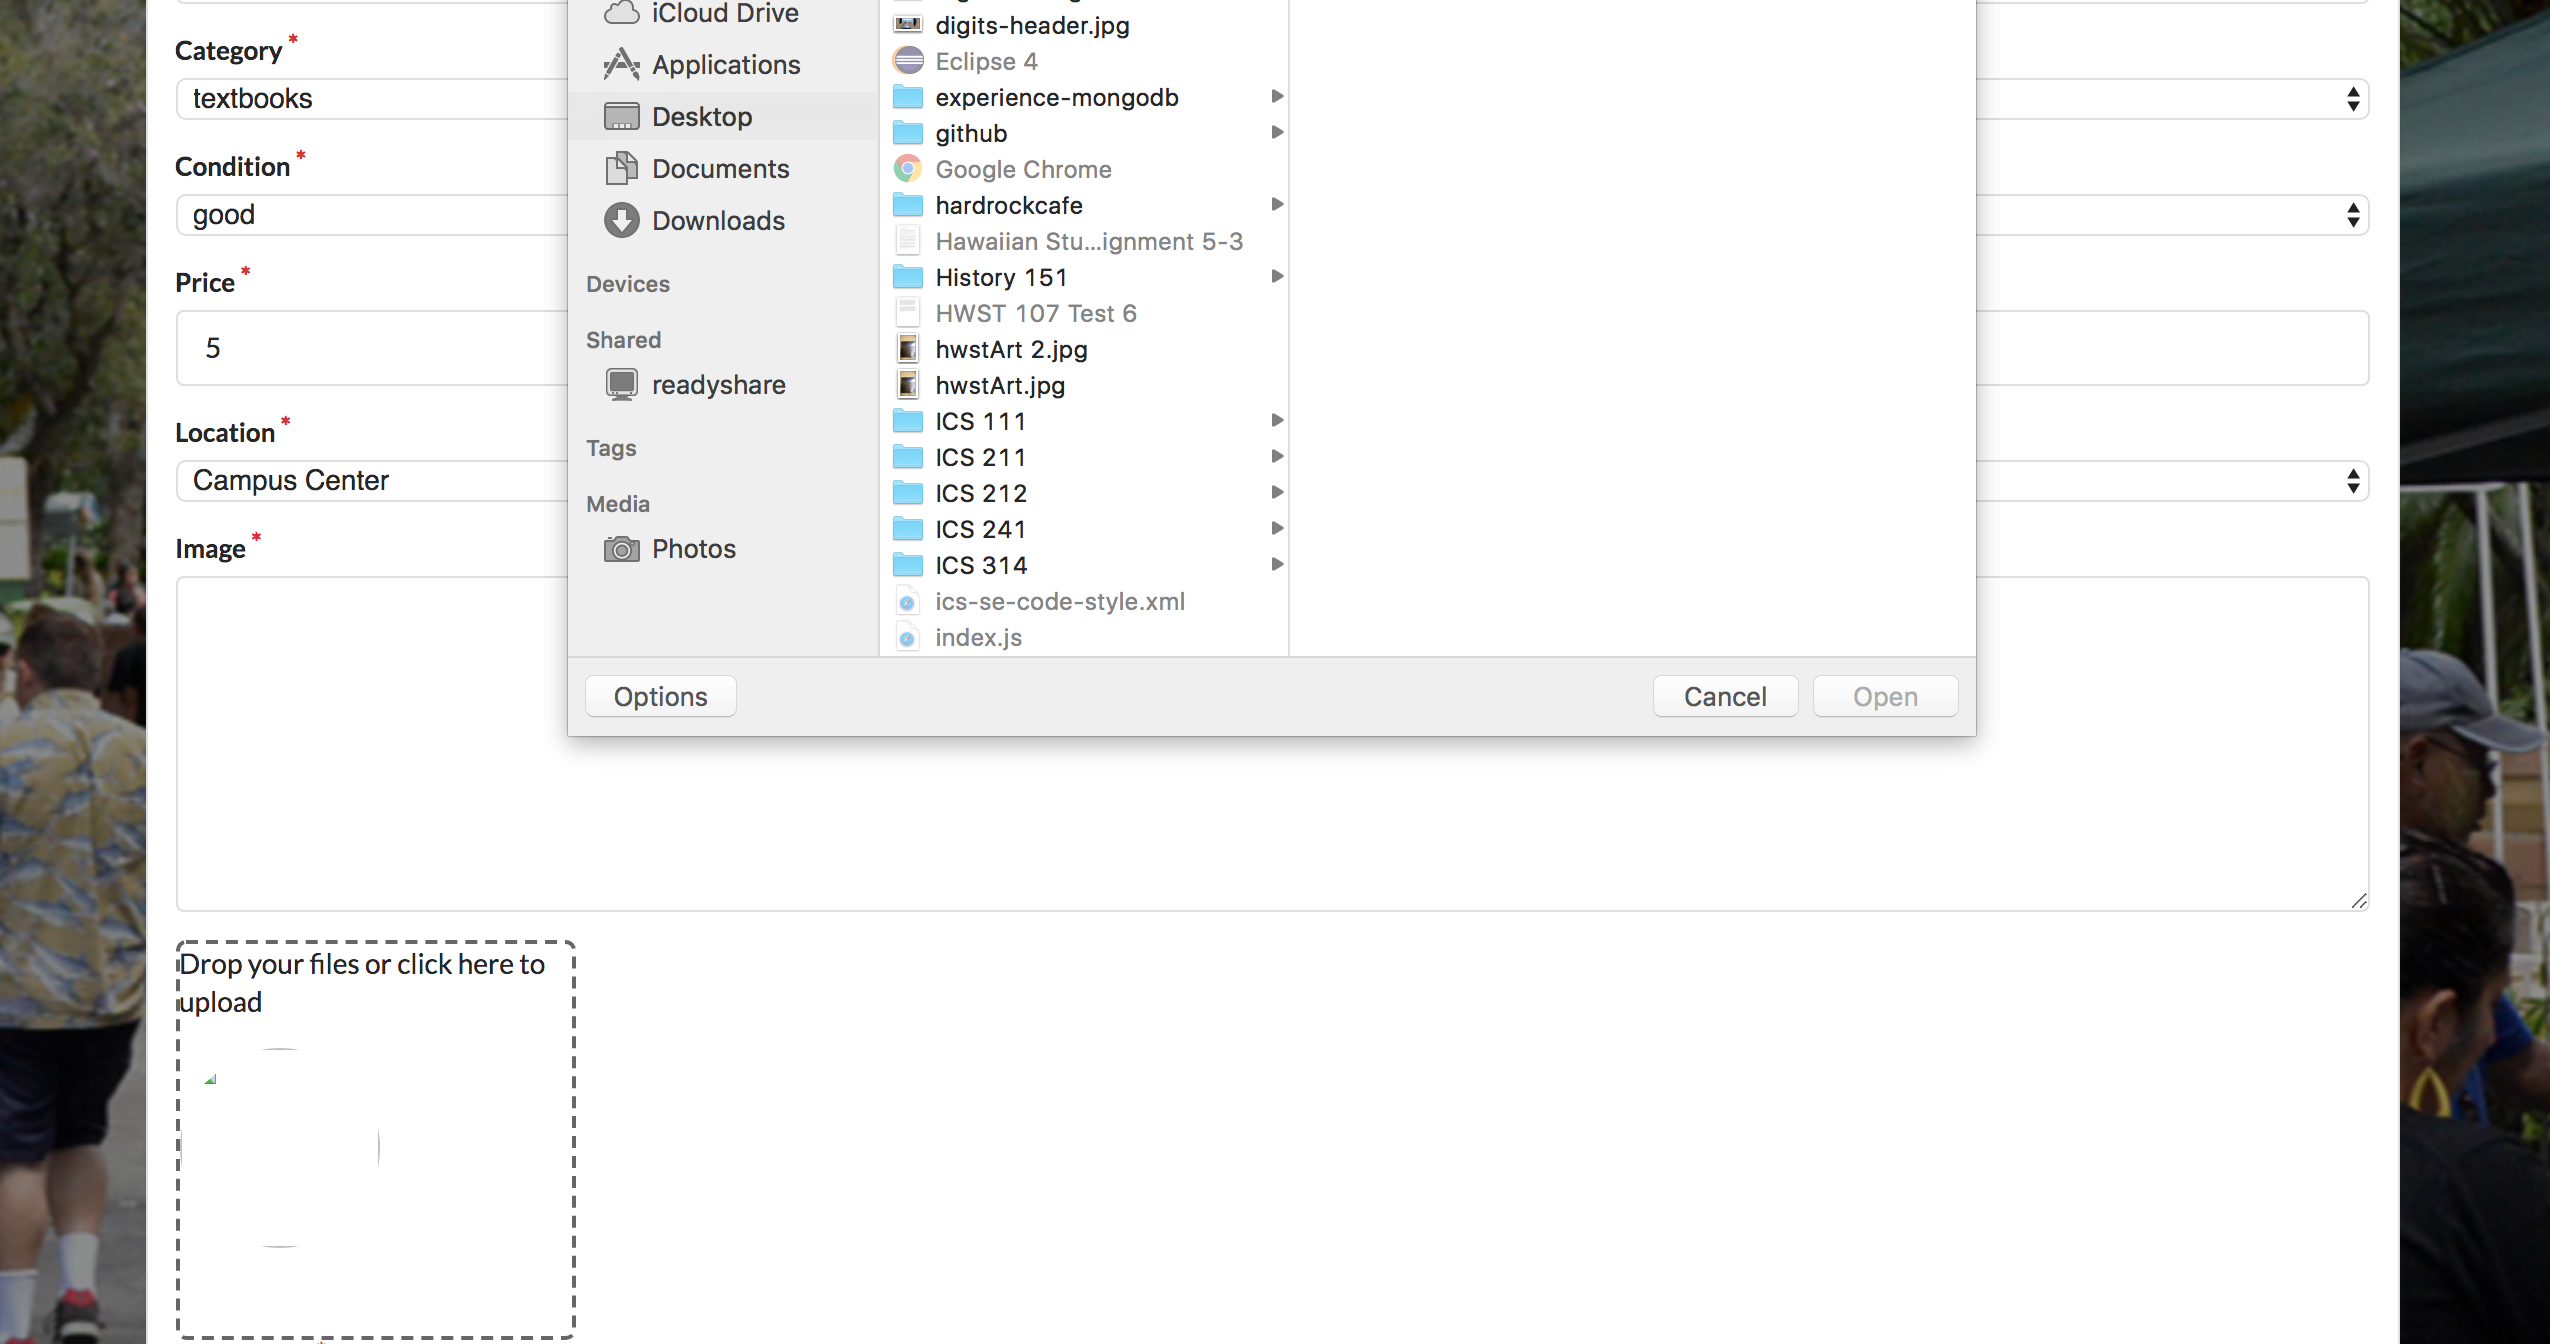 Category *
textbooks
Condition *
good
Price *
5
Location *
Campus Center
Image *
iCloud Drive
Applications
Desktop
Documents
Downloads
Devices
Shared
readyshare
Tags
Media
Photos
digits-header.jpg
Eclipse 4
experience-mongodb
github
Google Chrome
hardrockcafe
Hawaiian Stu...ignment 5-3
History 151
HWST 107 Test 6
hwstArt 2.jpg
hwstArt.jpg
ICS 111
ICS 211
ICS 212
ICS 241
ICS 314
ics-se-code-style.xml
index.js
Options
Cancel
Open
Drop your files or click here to
upload